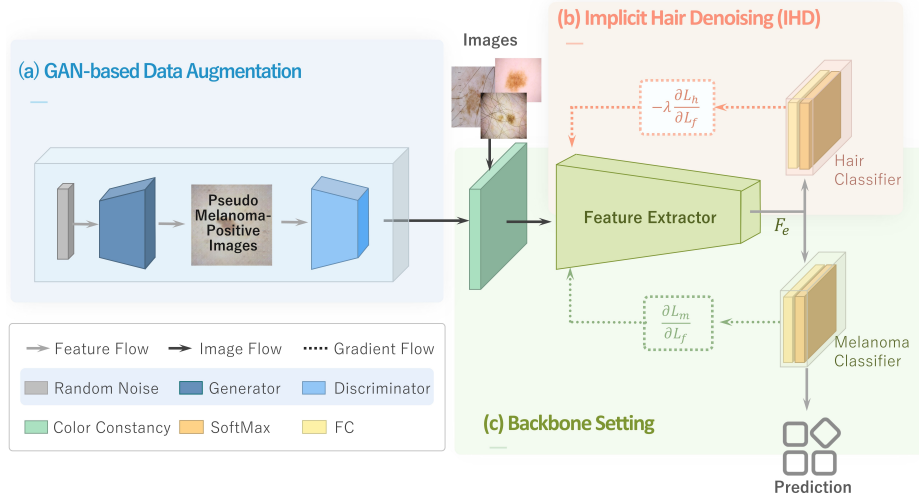 (b) Implicit Hair Denoising (IHD)
Images
(a) GAN-based Data Augmentation
−λ ∂L_h / ∂L_f
Hair
Classifier
Pseudo
Melanoma-
Positive
Images
Feature Extractor
F_e
∂L_m / ∂L_f
Melanoma
Classifier
Feature Flow
Image Flow
Gradient Flow
Random Noise
Generator
Discriminator
Color Constancy
SoftMax
FC
(c) Backbone Setting
Prediction